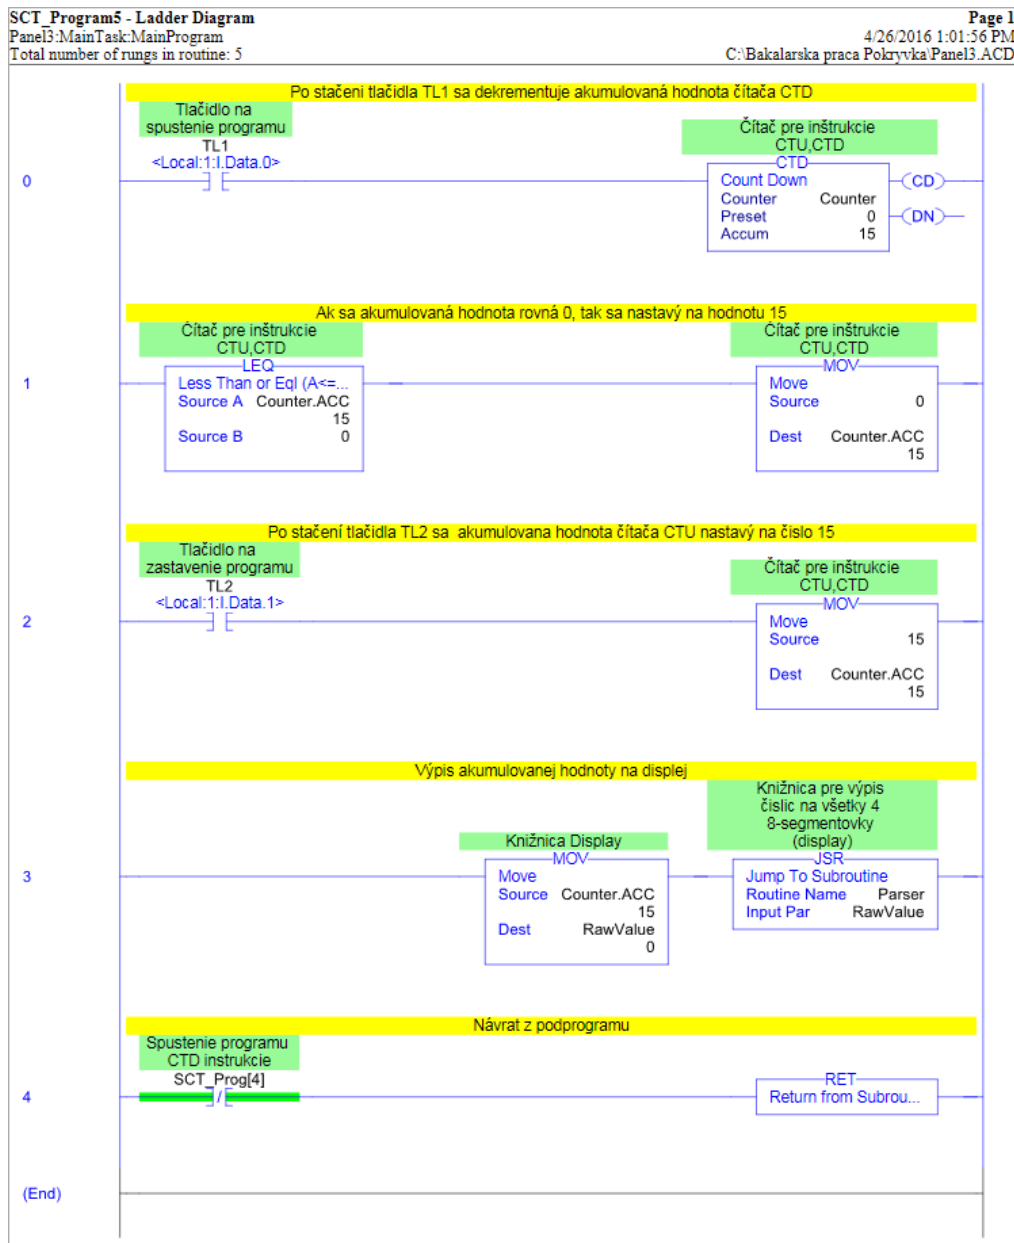 SCT_Program5 - Ladder Diagram
Page 1
Panel3:MainTask:MainProgram
4/26/2016 1:01:56 PM
Total number of rungs in routine: 5
C:\Bakalarska praca Pokryvka\Panel3.ACD
Po stačeni tlačidla TL1 sa dekrementuje akumulovaná hodnota čítača CTD
Tlačidlo na
spustenie programu
TL1
<Local:1:I.Data.0>
Čítač pre inštrukcie
CTU,CTD
CTD
Count Down
Counter Counter
Preset 0
Accum 15
CD
DN
0
Ak sa akumulovaná hodnota rovná 0, tak sa nastavý na hodnotu 15
Čítač pre inštrukcie
CTU,CTD
LEQ
Less Than or Eql (A<=...
Source A Counter.ACC
15
Source B 0
Čítač pre inštrukcie
CTU,CTD
MOV
Move
Source 0
Dest Counter.ACC
15
1
Po stačení tlačidla TL2 sa akumulovana hodnota čítača CTU nastavý na čislo 15
Tlačidlo na
zastavenie programu
TL2
<Local:1:I.Data.1>
Čítač pre inštrukcie
CTU,CTD
MOV
Move
Source 15
Dest Counter.ACC
15
2
Výpis akumulovanej hodnoty na displej
Knižnica Display
MOV
Move
Source Counter.ACC
15
Dest RawValue
0
Knižnica pre výpis
čislic na všetky 4
8-segmentovky
(display)
JSR
Jump To Subroutine
Routine Name Parser
Input Par RawValue
3
Návrat z podprogramu
Spustenie programu
CTD instrukcie
SCT_Prog[4]
/
RET
Return from Subrou...
4
(End)